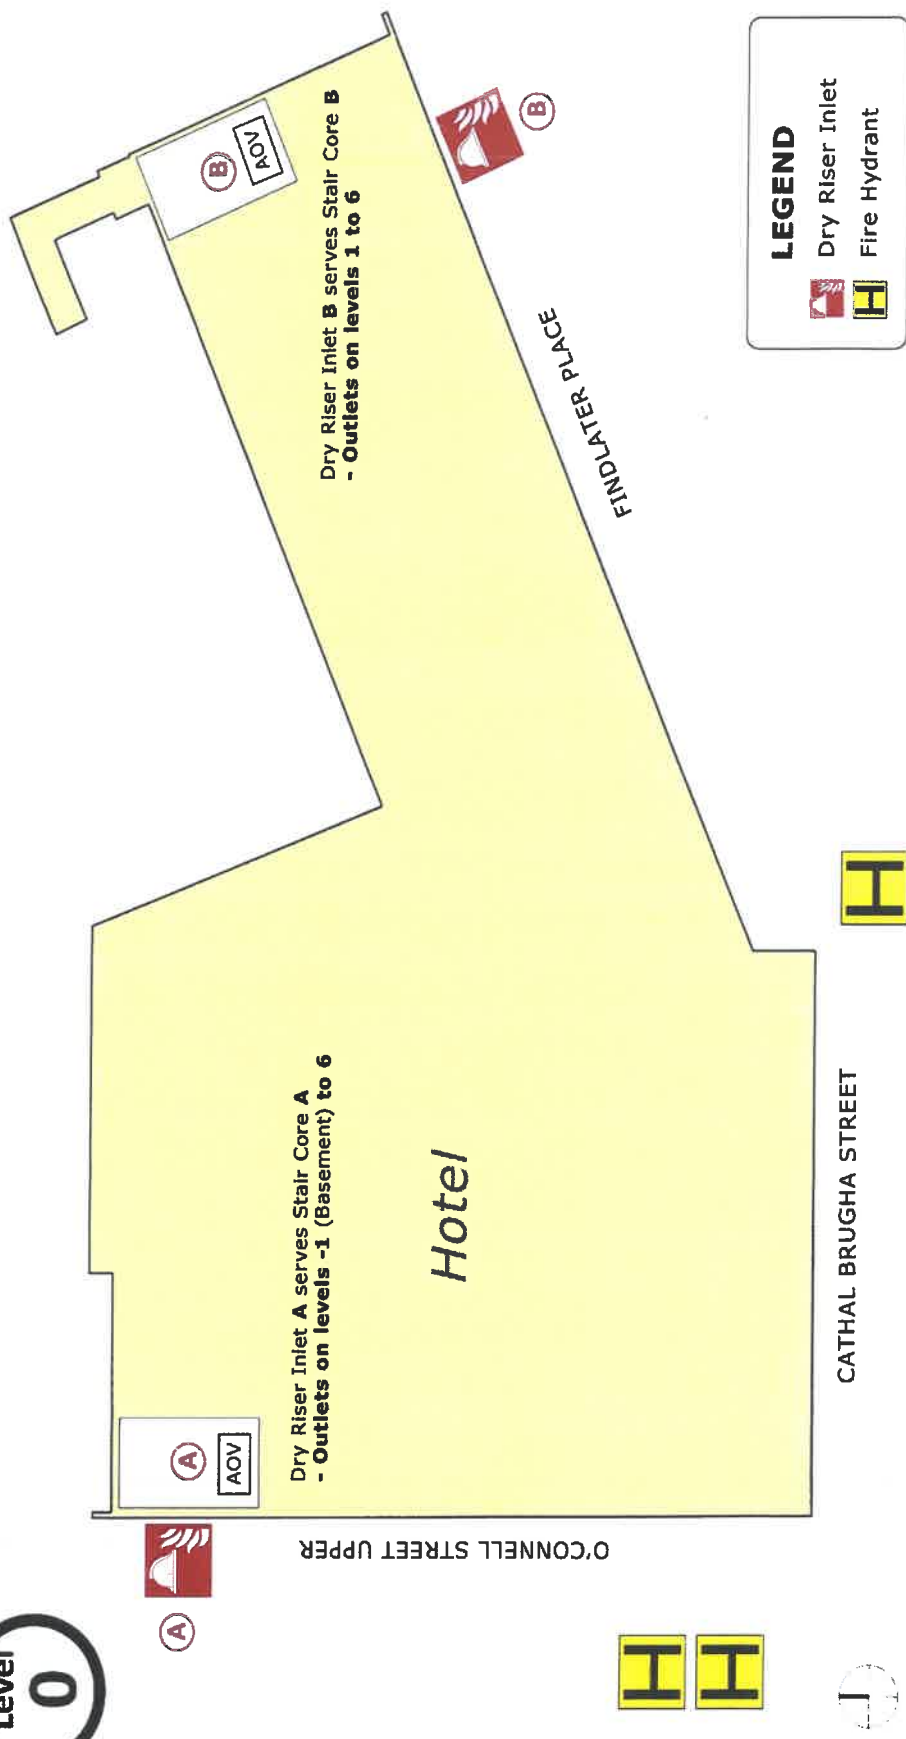 Level
0
A
A
AOV
O'CONNELL STREET UPPER
Dry Riser Inlet A serves Stair Core A
- Outlets on levels -1 (Basement) to 6
Hotel
CATHAL BRUGHA STREET
H
H
H
B
AOV
Dry Riser Inlet B serves Stair Core B
- Outlets on levels 1 to 6
B
FINDLATER PLACE
LEGEND
Dry Riser Inlet
H Fire Hydrant